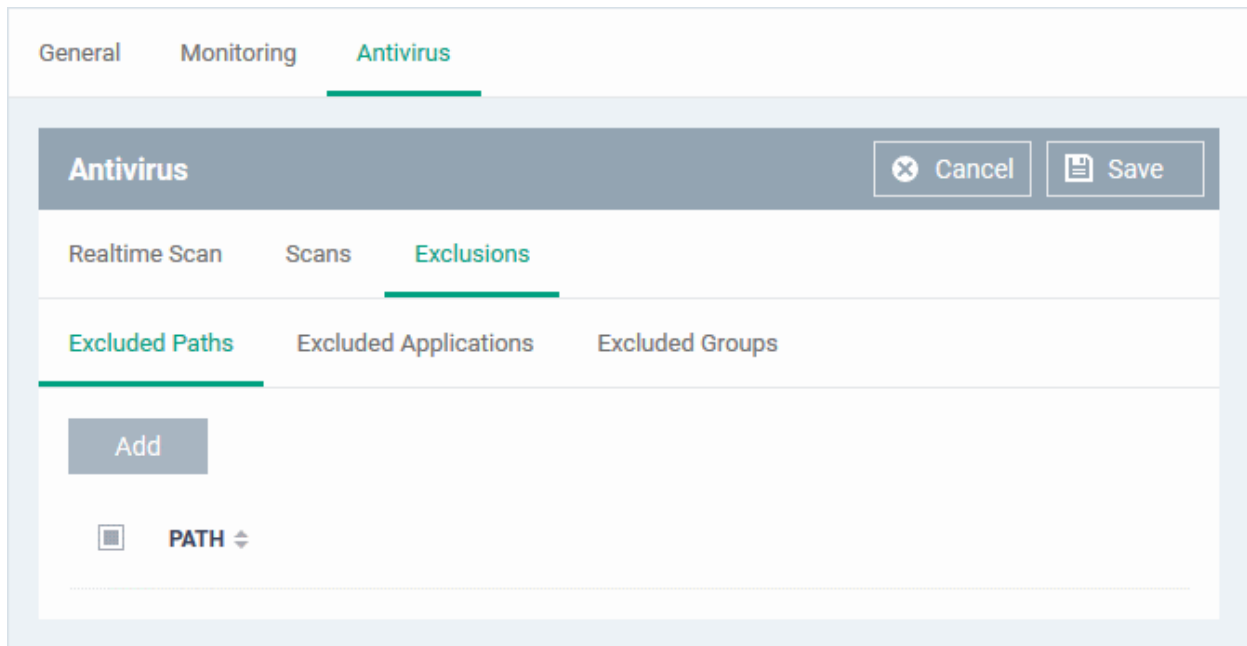 General Monitoring Antivirus
Antivirus Cancel Save
Realtime Scan Scans Exclusions
Excluded Paths Excluded Applications Excluded Groups
Add
PATH